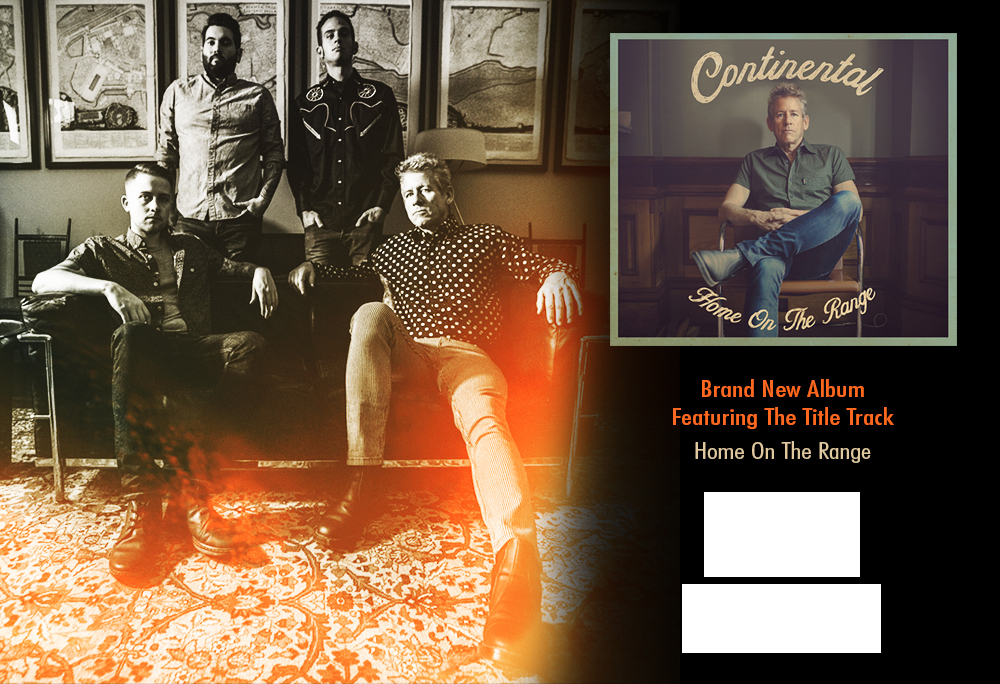 Continental
Home On The Range
Brand New Album
Featuring The Title Track
Home On The Range